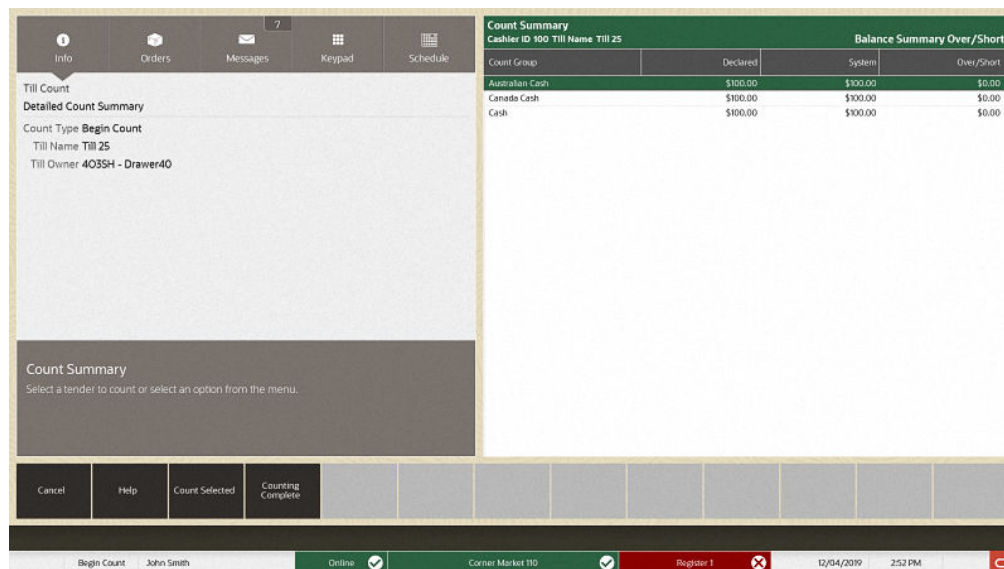 7
Info
Orders
Messages
Keypad
Schedule
Till Count
Detailed Count Summary
Count Type Begin Count
Till Name Till 25
Till Owner 403SH - Drawer40
Count Summary
Select a tender to count or select an option from the menu.
Count Summary
Cashier ID 100 Till Name Till 25 Balance Summary Over/Short
Count Group Declared System Over/Short
Australian Cash $100.00 $100.00 $0.00
Canada Cash $100.00 $100.00 $0.00
Cash $100.00 $100.00 $0.00
Cancel
Help
Count Selected
Counting
Complete
Begin Count John Smith Online Corner Market 110 Register 1 12/04/2019 2:52 PM